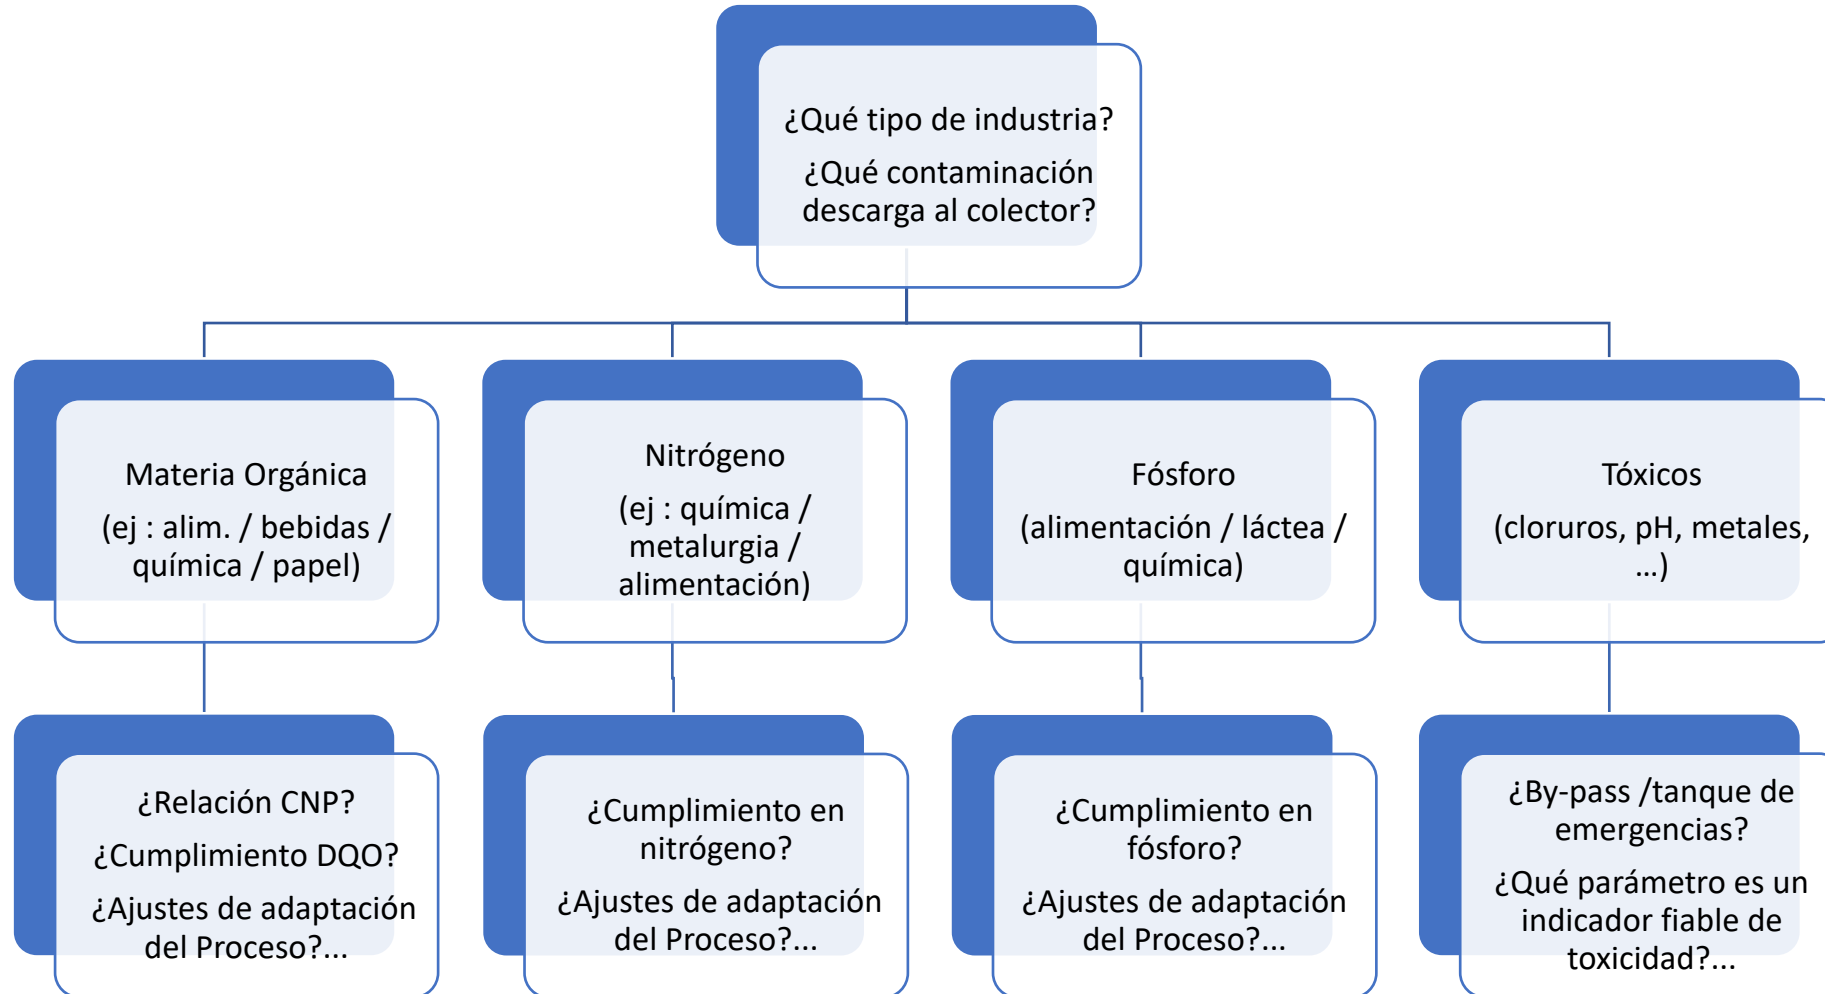 ¿Qué tipo de industria?
¿Qué contaminación
descarga al colector?
Materia Orgánica
(ej : alim. / bebidas /
química / papel)
Nitrógeno
(ej : química /
metalurgia /
alimentación)
Fósforo
(alimentación / láctea /
química)
Tóxicos
(cloruros, pH, metales,
...)
¿Relación CNP?
¿Cumplimiento DQO?
¿Ajustes de adaptación
del Proceso?...
¿Cumplimiento en
nitrógeno?
¿Ajustes de adaptación
del Proceso?...
¿Cumplimiento en
fósforo?
¿Ajustes de adaptación
del Proceso?...
¿By-pass /tanque de
emergencias?
¿Qué parámetro es un
indicador fiable de
toxicidad?...